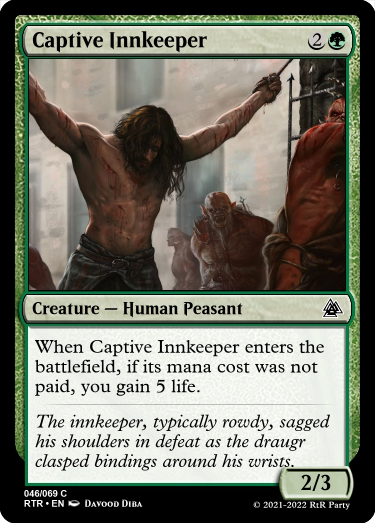 Captive Innkeeper 2
Creature — Human Peasant
When Captive Innkeeper enters the
battlefield, if its mana cost was not
paid, you gain 5 life.
The innkeeper, typically rowdy, sagged
his shoulders in defeat as the draugr
clasped bindings around his wrists.
2/3
046/069 C
RTR • EN Davood Diba
© 2021-2022 RtR Party